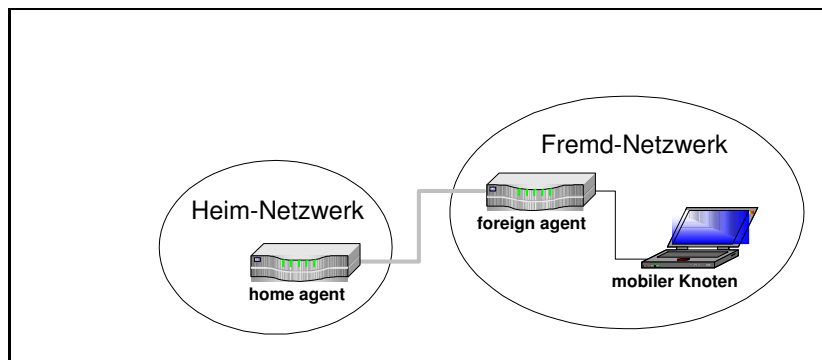 Fremd-Netzwerk
foreign agent
mobiler Knoten
Heim-Netzwerk
home agent